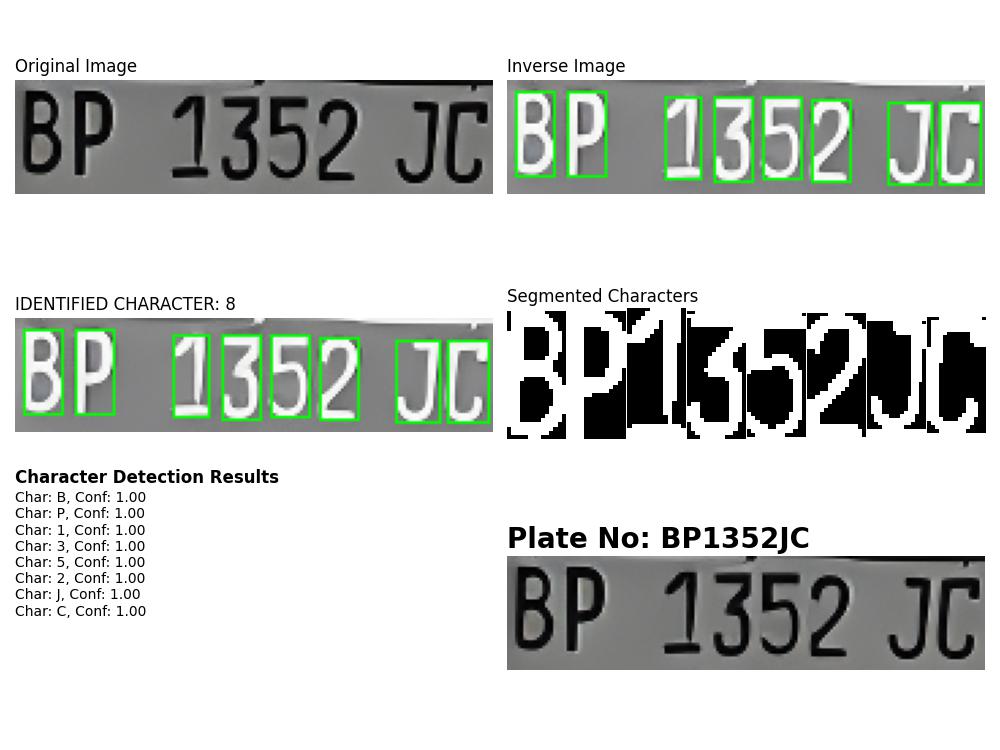 Original Image
BP 1352 JC
Inverse Image
BP 1352 JC
IDENTIFIED CHARACTER: 8
BP 1352 JC
Segmented Characters
BP1352JC
Character Detection Results
Char: B, Conf: 1.00
Char: P, Conf: 1.00
Char: 1, Conf: 1.00
Char: 3, Conf: 1.00
Char: 5, Conf: 1.00
Char: 2, Conf: 1.00
Char: J, Conf: 1.00
Char: C, Conf: 1.00
Plate No: BP1352JC
BP 1352 JC